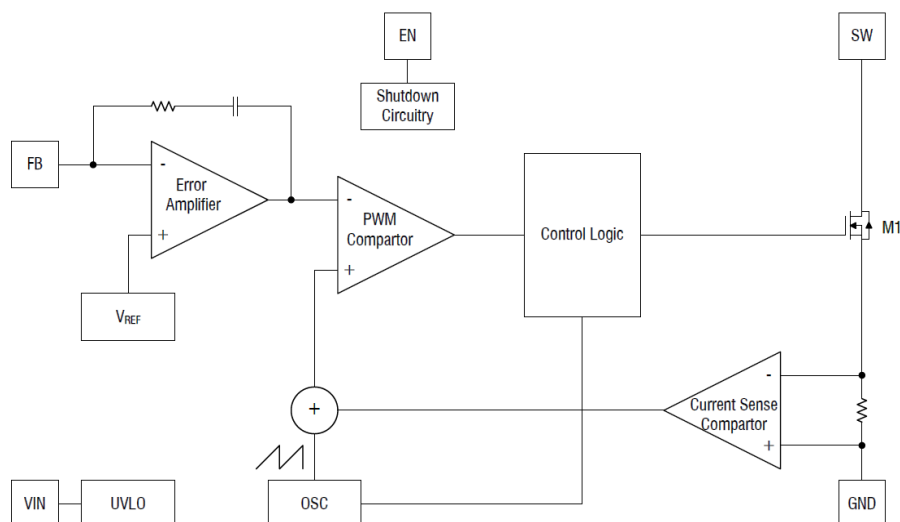 EN
SW
Shutdown
Circuitry
FB
-
Error
Amplifier
+
-
PWM
Compartor
+
Control Logic
M1
VREF
-
Current Sense
Compartor
+
+
VIN
UVLO
OSC
GND